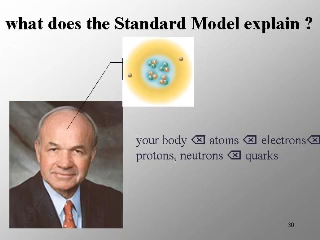 what does the Standard Model explain ?
your body ⌫ atoms ⌫ electrons⌫
protons, neutrons ⌫ quarks
30